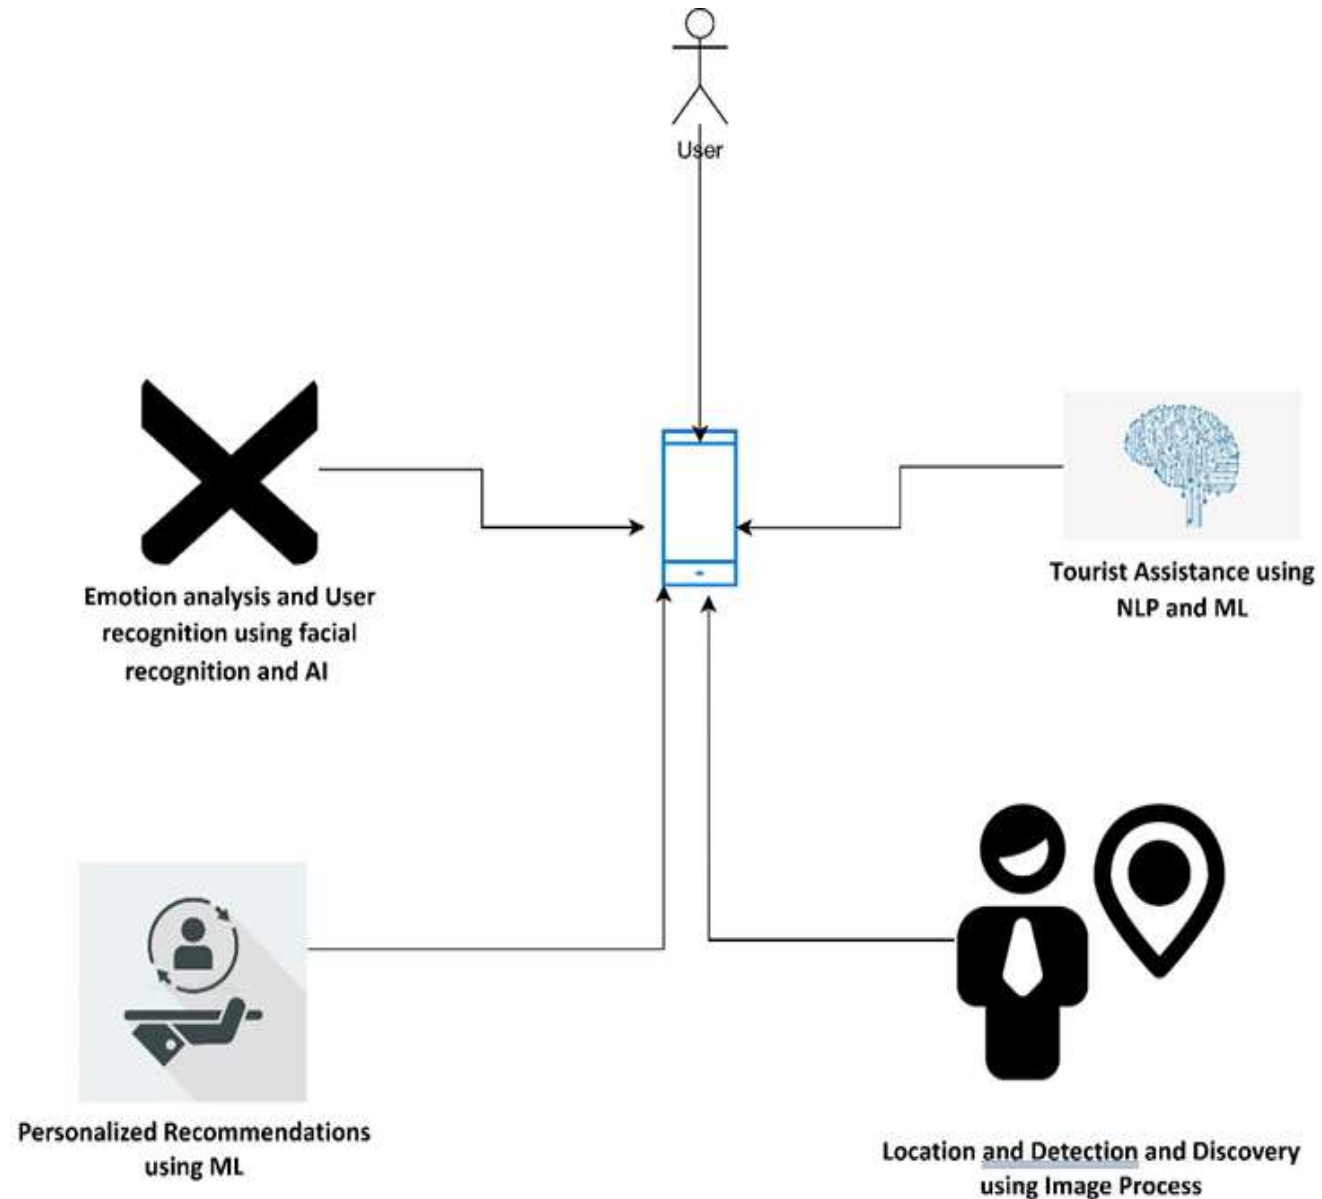 User
Emotion analysis and User
recognition using facial
recognition and AI
Tourist Assistance using
NLP and ML
Personalized Recommendations
using ML
Location and Detection and Discovery
using Image Process